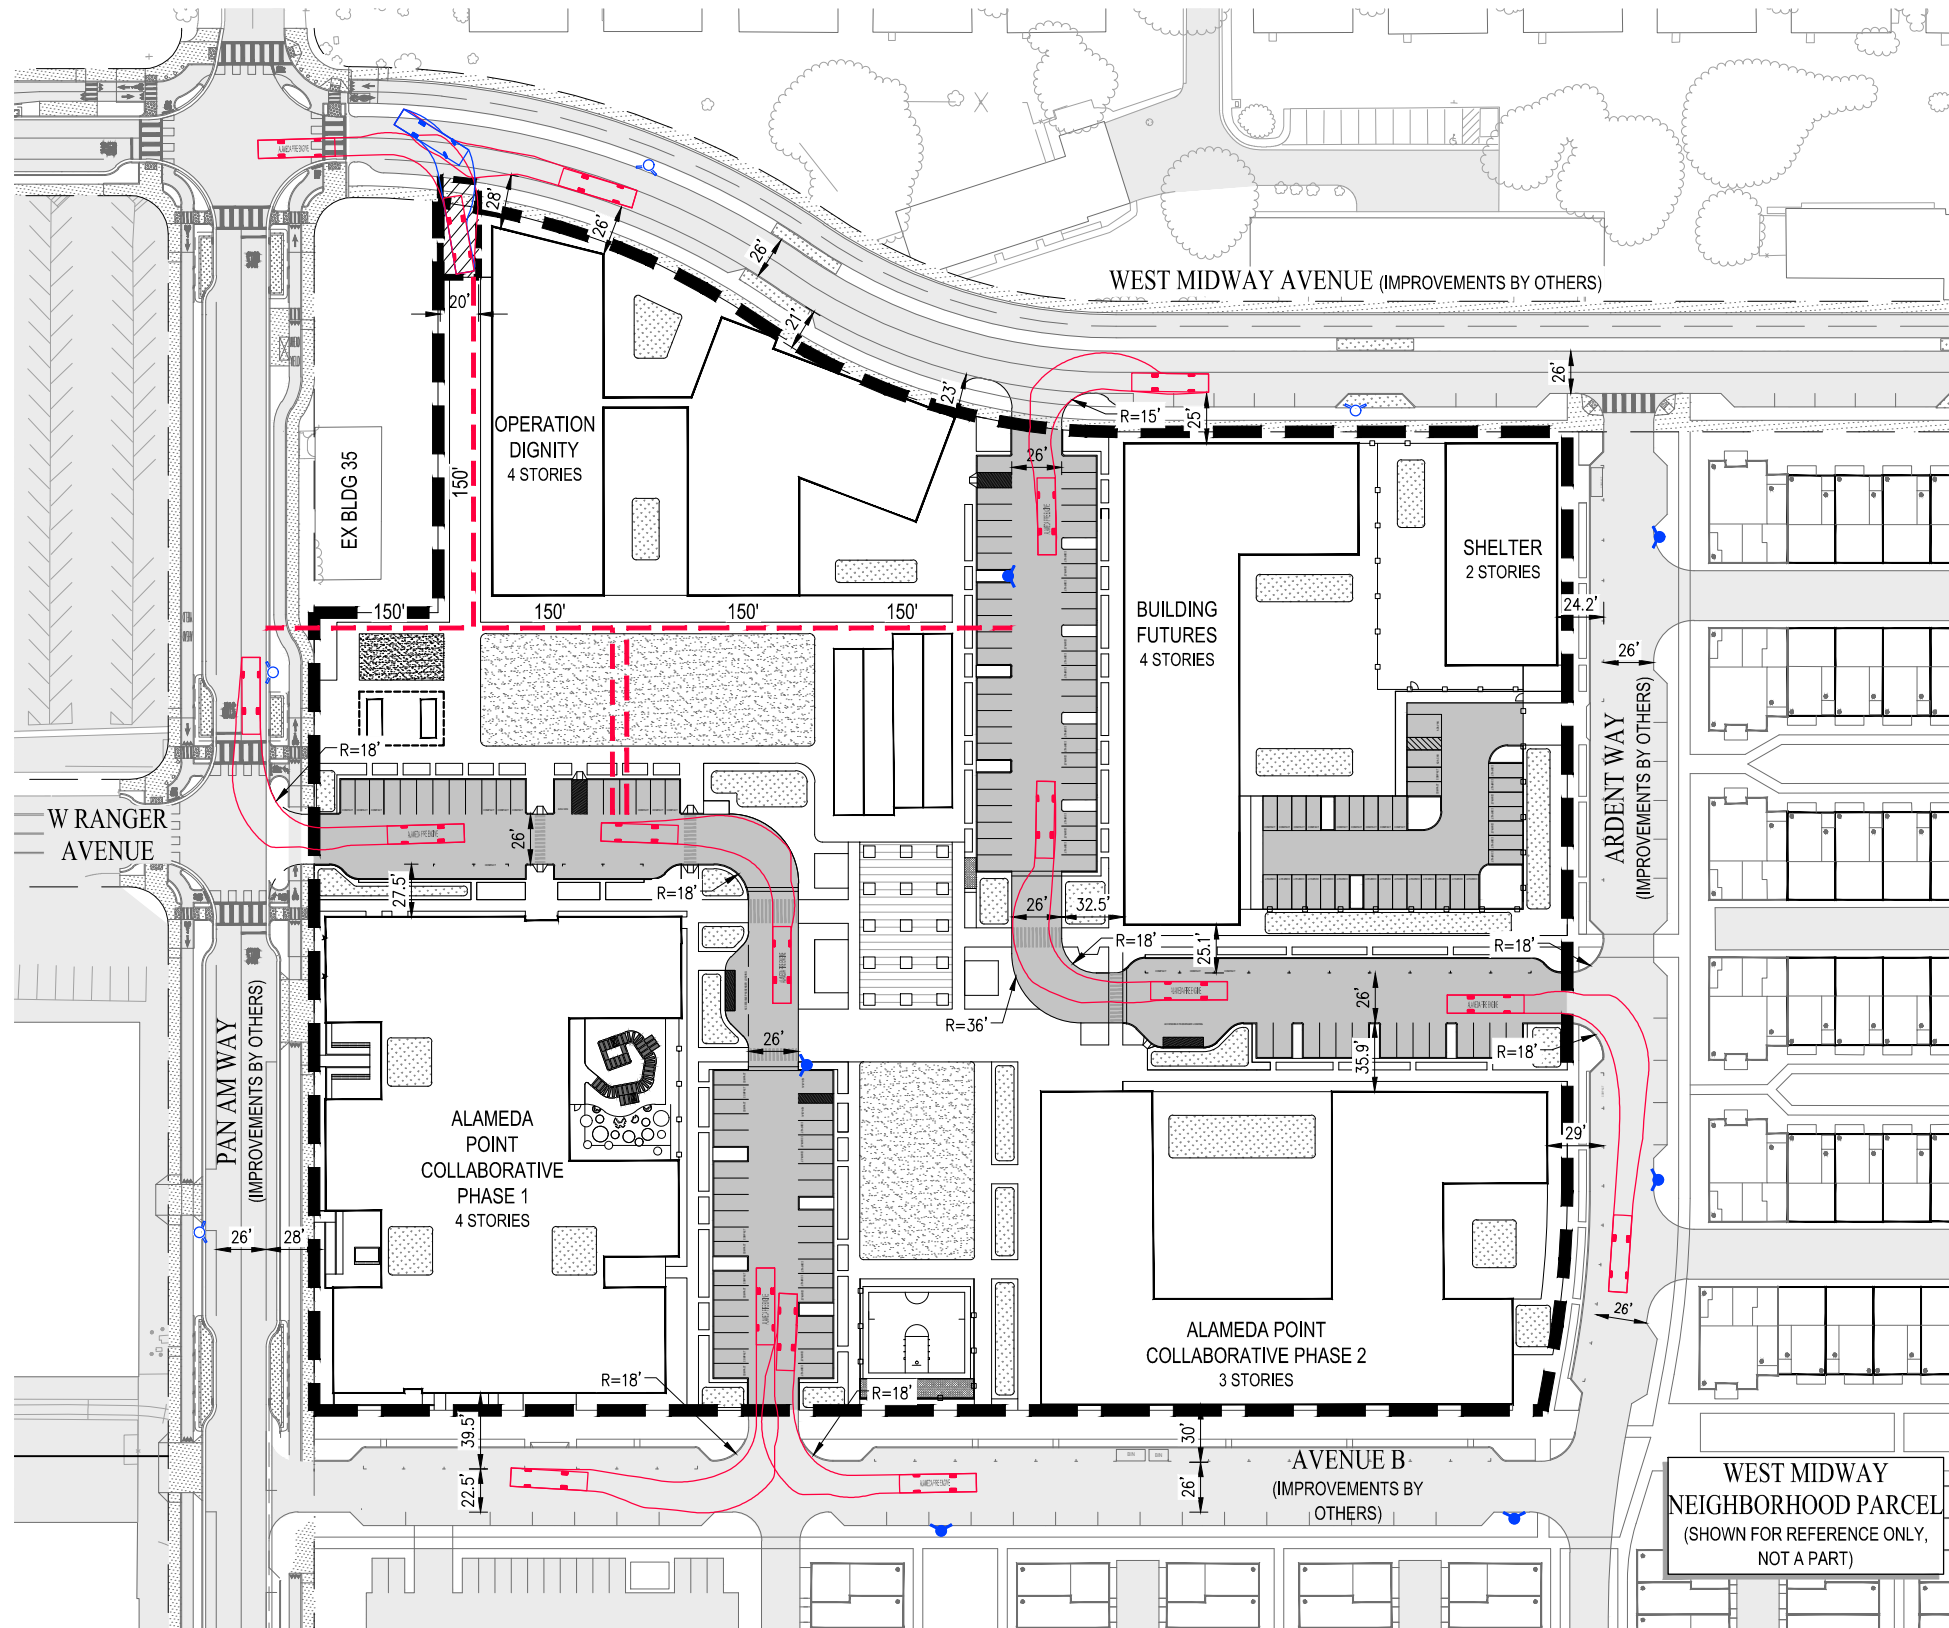 28'
26'
26'
WEST MIDWAY AVENUE (IMPROVEMENTS BY OTHERS)
20'
21'
26'
23'
R=15'
25'
OPERATION
DIGNITY
4 STORIES
150'
EX BLDG 35
26'
SHELTER
2 STORIES
BUILDING
FUTURES
4 STORIES
24.2'
26'
150'
150'
150'
150'
ARDENT WAY
(IMPROVEMENTS BY OTHERS)
R=18'
W RANGER
AVENUE
26'
27.5'
R=18'
26'
32.5'
R=18'
25.1'
R=18'
26'
R=36'
R=18'
35.9'
PAN AM WAY
(IMPROVEMENTS BY OTHERS)
26'
ALAMEDA
POINT
COLLABORATIVE
PHASE 1
4 STORIES
29'
26'
28'
26'
ALAMEDA POINT
COLLABORATIVE PHASE 2
3 STORIES
R=18'
R=18'
39.5'
22.5'
30'
26'
AVENUE B
(IMPROVEMENTS BY
OTHERS)
WEST MIDWAY
NEIGHBORHOOD PARCEL
(SHOWN FOR REFERENCE ONLY,
NOT A PART)